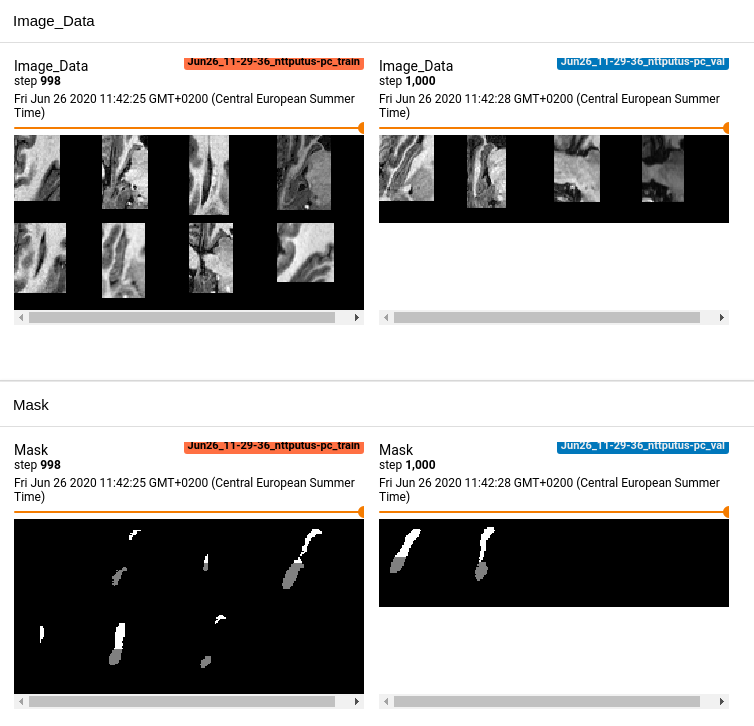 Image_Data
Image_Data
Jun26_11-29-36_nttputus-pc_train
step 998
Fri Jun 26 2020 11:42:25 GMT+0200 (Central European Summer
Time)
Image_Data
Jun26_11-29-36_nttputus-pc_val
step 1,000
Fri Jun 26 2020 11:42:28 GMT+0200 (Central European Summer
Time)
Mask
Mask
Jun26_11-29-36_nttputus-pc_train
step 998
Fri Jun 26 2020 11:42:25 GMT+0200 (Central European Summer
Time)
Mask
Jun26_11-29-36_nttputus-pc_val
step 1,000
Fri Jun 26 2020 11:42:28 GMT+0200 (Central European Summer
Time)